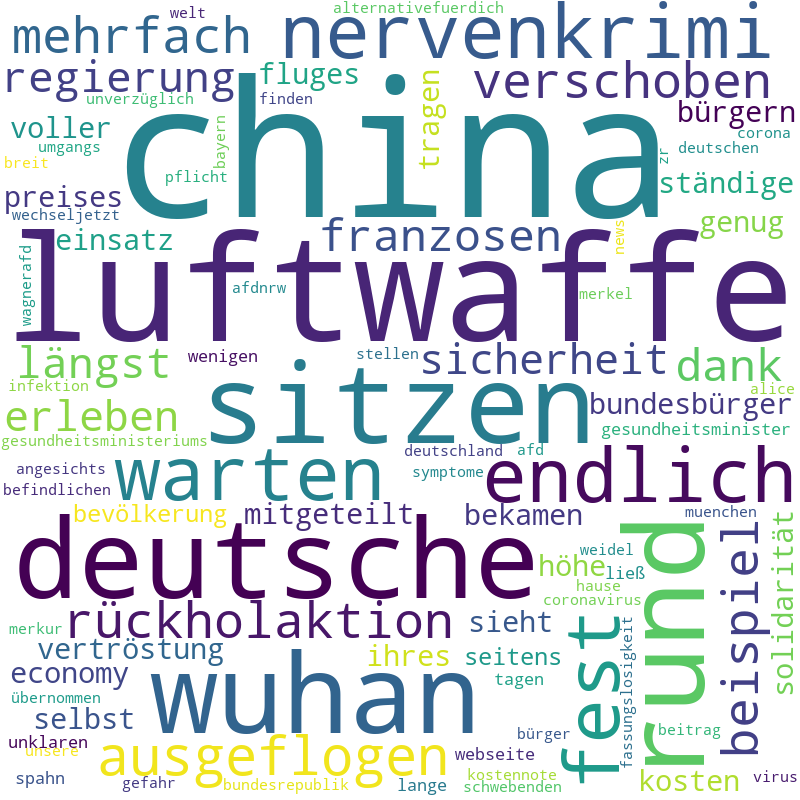 welt
alternativefuerdich
mehrfach
nervenkrimi
regierung
fluges
tragen
verschoben
unverzüglich
finden
china
bürgern
voller
umgangs
bayern
corona
deutschen
breit
pflicht
zr
ständige
preises
wechseljetzt
genug
einsatz
franzosen
news
wagnerafd
luftwaffe
afdnrw
merkel
längst
wenigen
stellen
sicherheit
dank
infektion
sitzen
alice
erleben
bundesbürger
gesundheitsministeriums
gesundheitsminister
warten
deutschland
afd
endlich
angesichts
symptome
befindlichen
bevölkerung
mitgeteilt
bekamen
muenchen
deutsche
rund
beispiel
solidarität
weidel
höhe
ließ
hause
coronavirus
rückholaktion
sieht
fest
fassungslosigkeit
merkur
vertröstung
ihres
seitens
economy
wuhan
tagen
übernommen
selbst
bürger
beitrag
unklaren
unsere
ausgeflogen
webseite
spahn
gefahr
bundesrepublik
lange
kostennote
schwebenden
kosten
virus